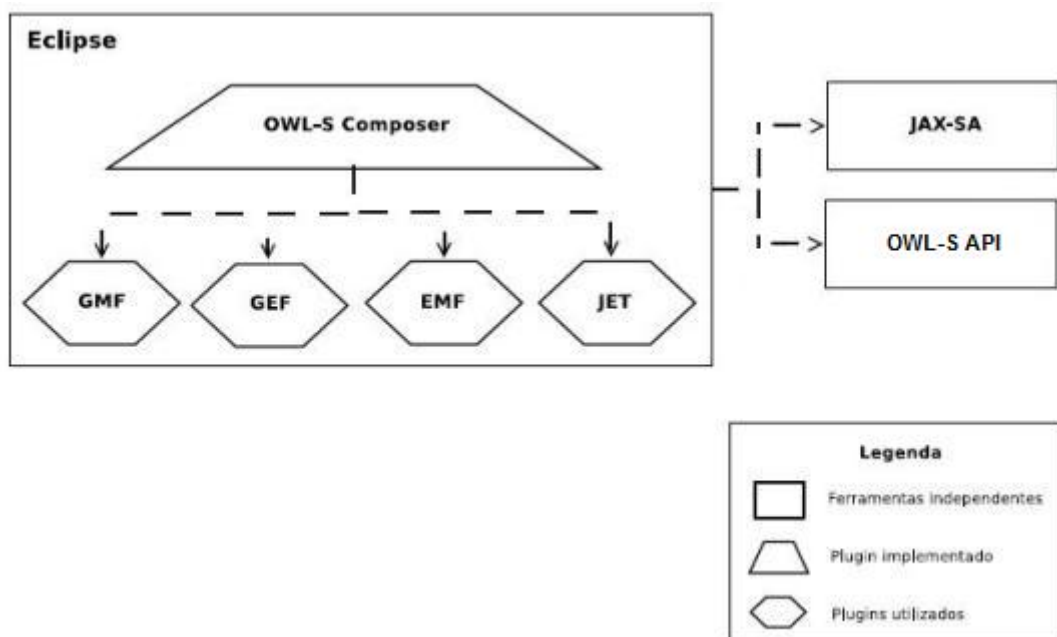 Eclipse
OWL-S Composer
GMF
GEF
EMF
JET
JAX-SA
OWL-S API
Legenda
Ferramentas independentes
Plugin implementado
Plugins utilizados